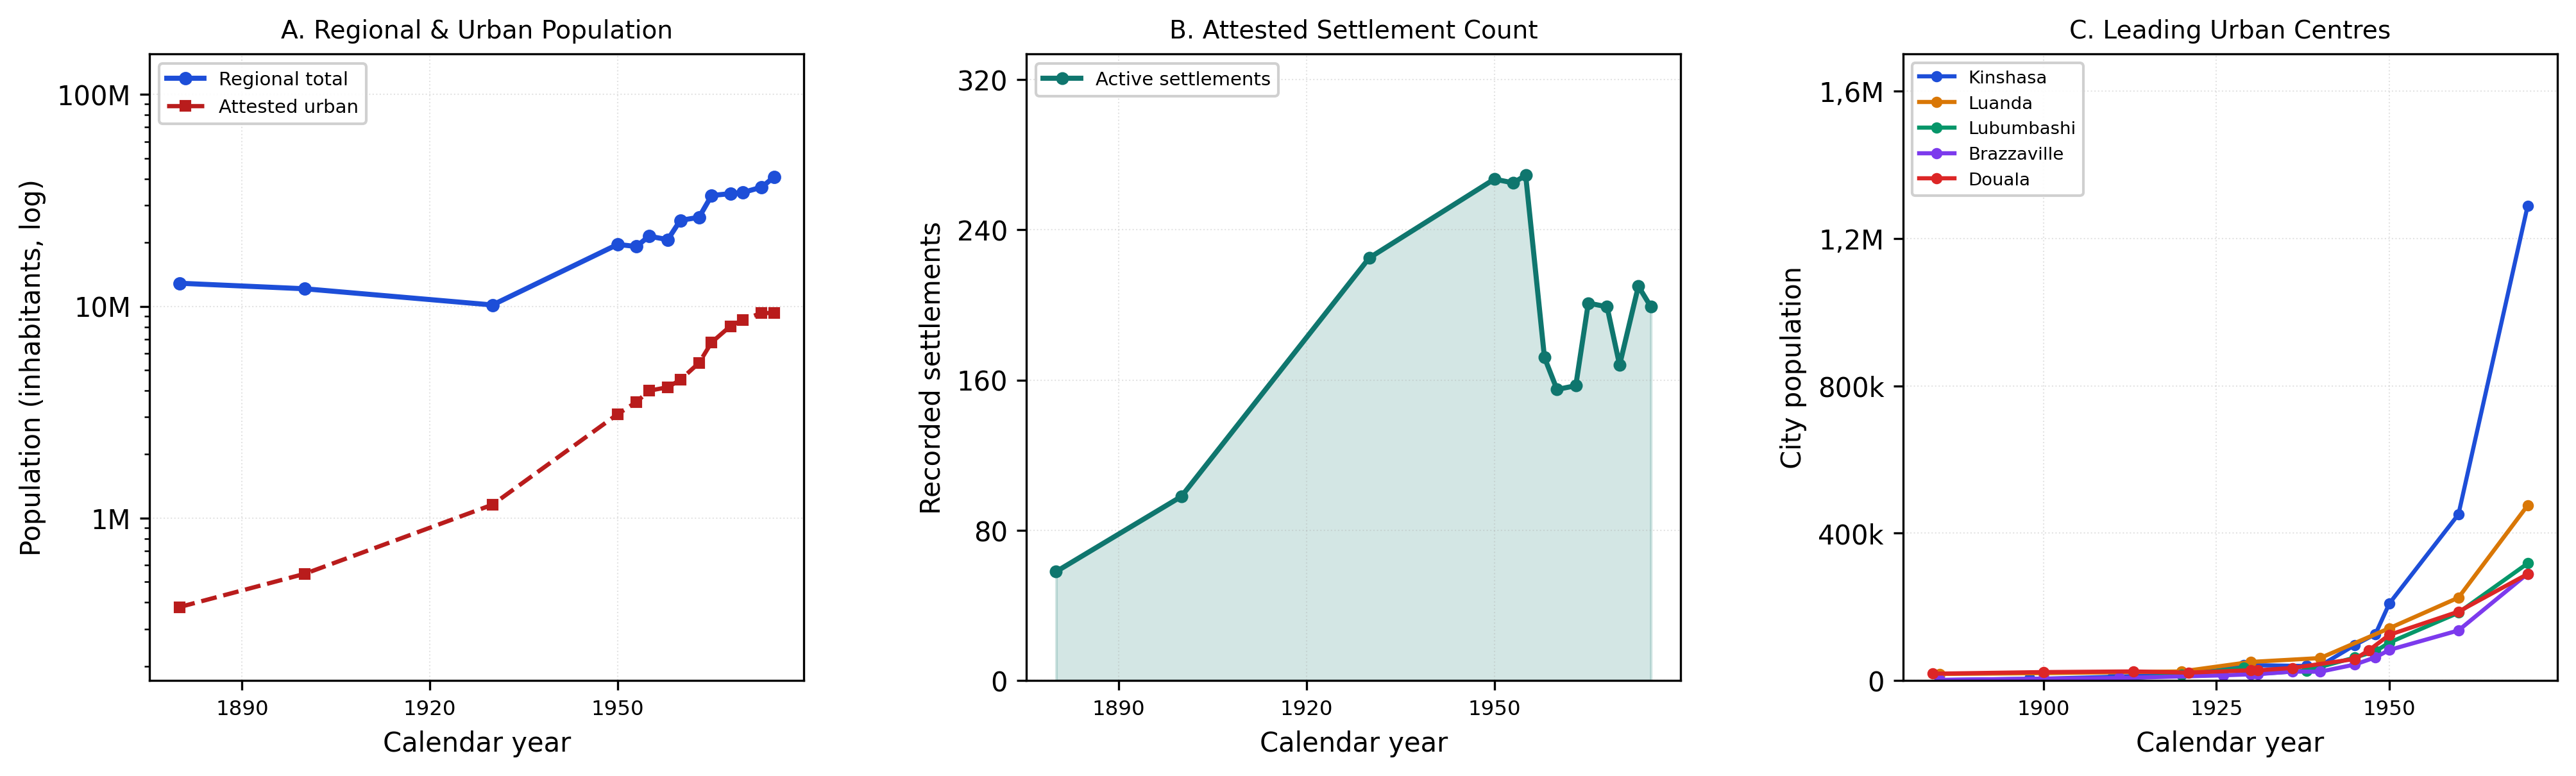 A. Regional & Urban Population
Population (inhabitants, log)
100M
10M
1M
Regional total
Attested urban
1890
1920
1950
Calendar year
B. Attested Settlement Count
Recorded settlements
320
240
160
80
0
Active settlements
1890
1920
1950
Calendar year
C. Leading Urban Centres
City population
1,6M
1,2M
800k
400k
0
Kinshasa
Luanda
Lubumbashi
Brazzaville
Douala
1900
1925
1950
Calendar year